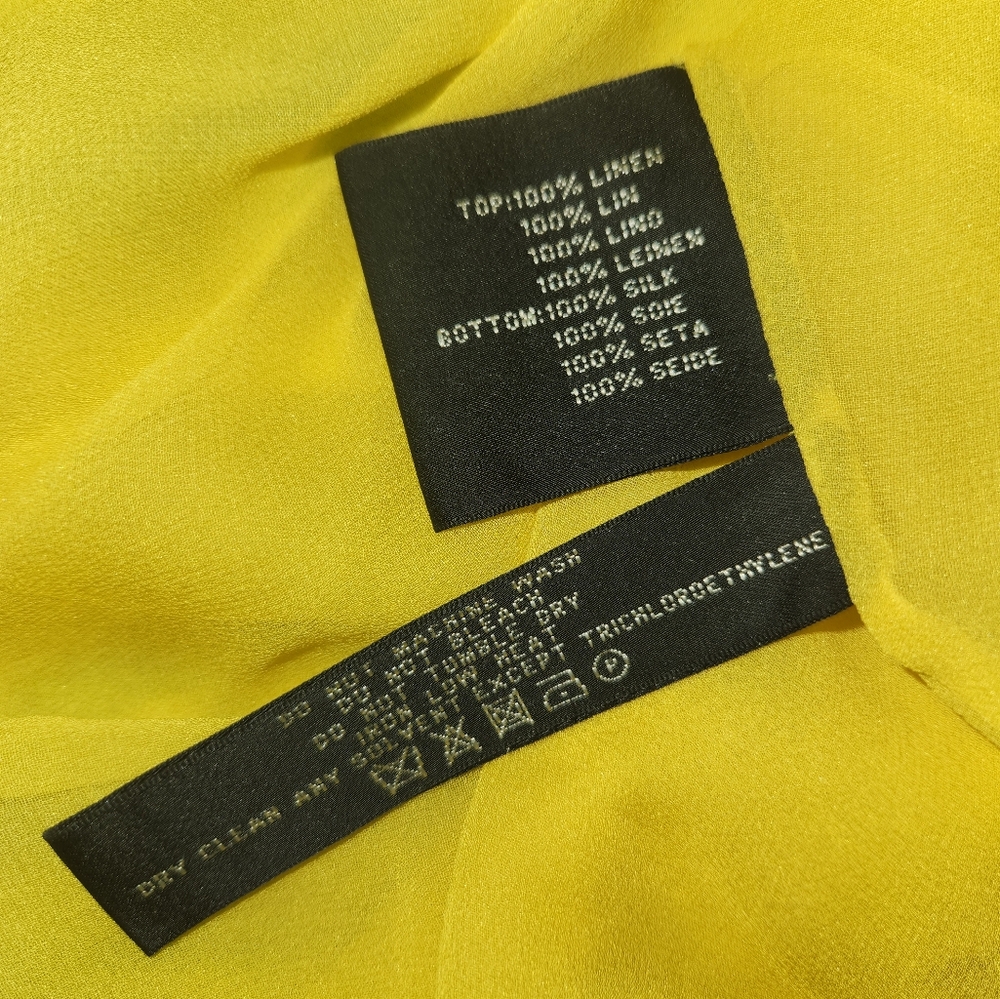 TOP:100% LINEN
100% LIN
100% LINO
100% LEINEN
BOTTOM:100% SILK
100% SOIE
100% SETA
100% SEIDE
DO NOT MACHINE WASH
DO NOT BLEACH
DO NOT TUMBLE DRY
IRON LOW HEAT
DRY CLEAN ANY SOLVENT EXCEPT TRICHLOROETHYLENE
P